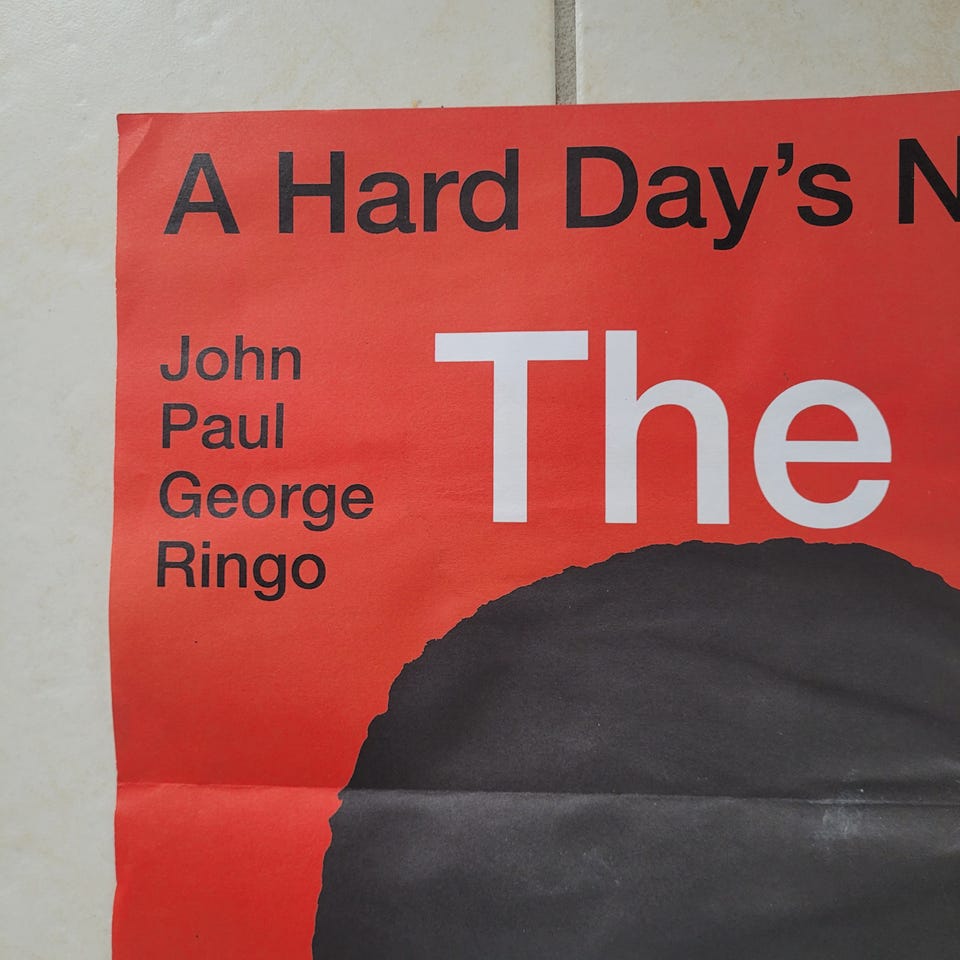 A Hard Day’s N
John
Paul
George
Ringo
The